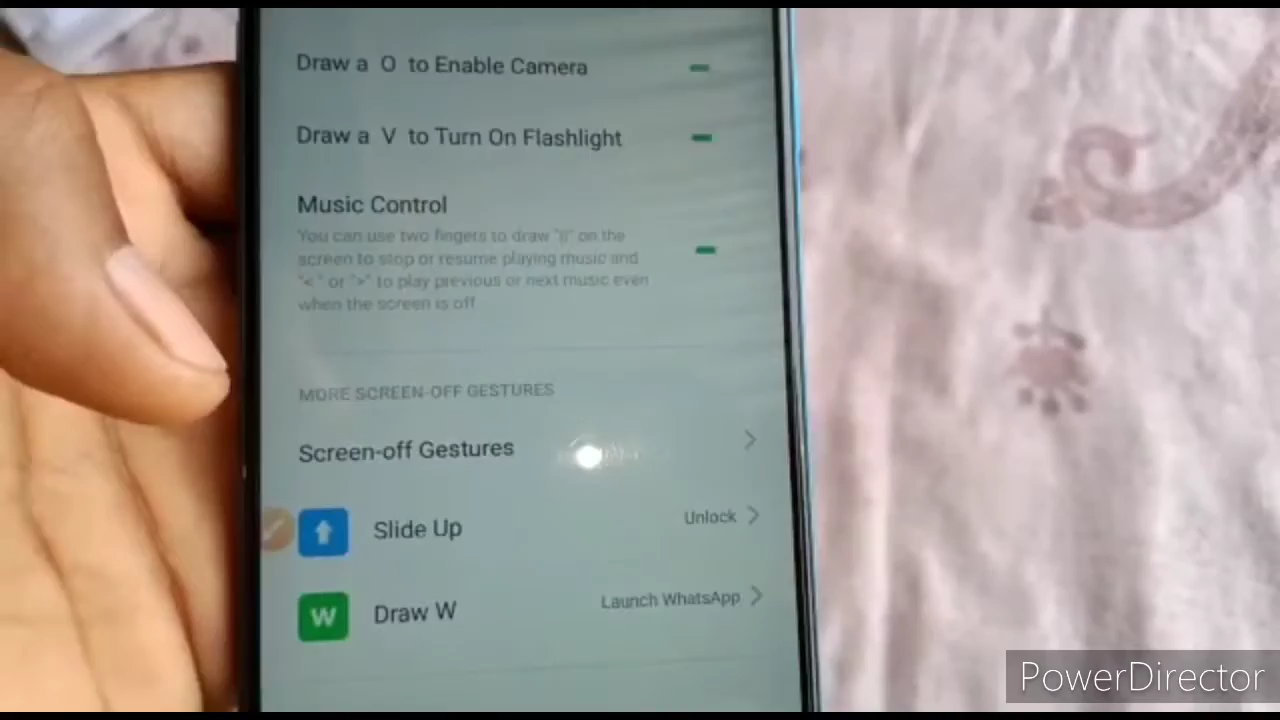 Draw a O to Enable Camera
Draw a V to Turn On Flashlight
Music Control
You can use two fingers to draw "||" on the
screen to stop or resume playing music and
"<" or ">" to play previous or next music even
when the screen is off
MORE SCREEN-OFF GESTURES
Screen-off Gestures
Slide Up
Unlock
W
Draw W
Launch WhatsApp
PowerDirector